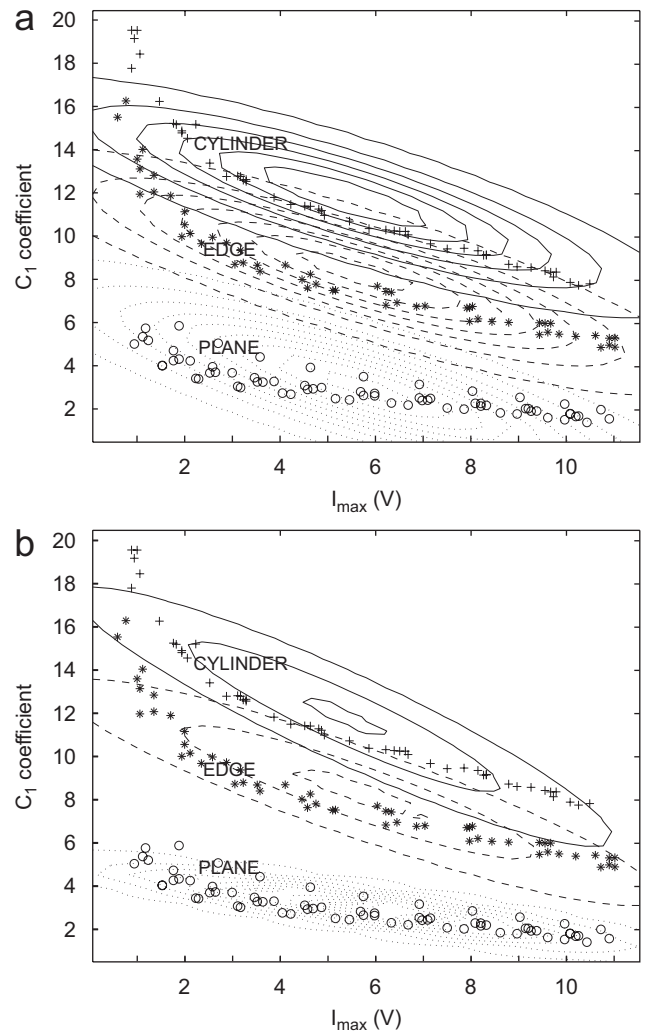 a
20
18
16
14
12
10
8
6
4
2
C₁ coefficient
CYLINDER
EDGE
PLANE
2 4 6 8 10
I_max (V)
b
20
18
16
14
12
10
8
6
4
2
C₁ coefficient
CYLINDER
EDGE
PLANE
2 4 6 8 10
I_max (V)